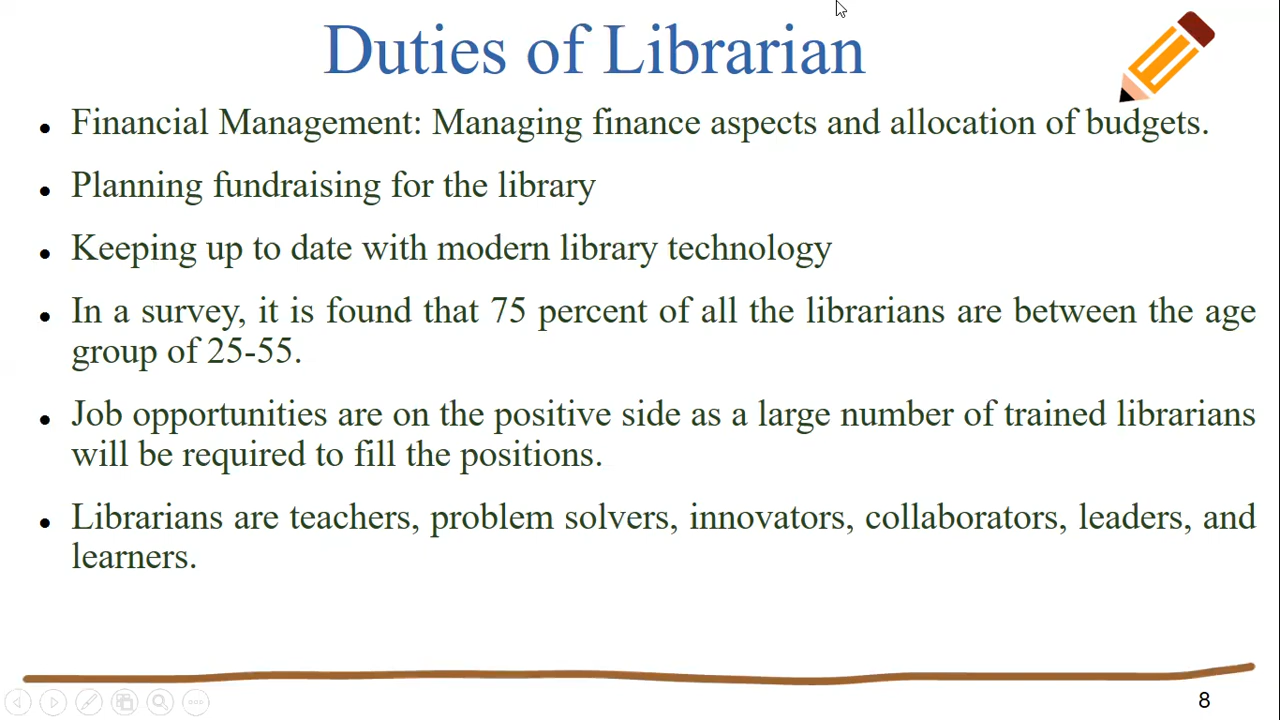 Duties of Librarian
Financial Management: Managing finance aspects and allocation of budgets.
Planning fundraising for the library
Keeping up to date with modern library technology
In a survey, it is found that 75 percent of all the librarians are between the age
group of 25-55.
Job opportunities are on the positive side as a large number of trained librarians
will be required to fill the positions.
Librarians are teachers, problem solvers, innovators, collaborators, leaders, and
learners.
8